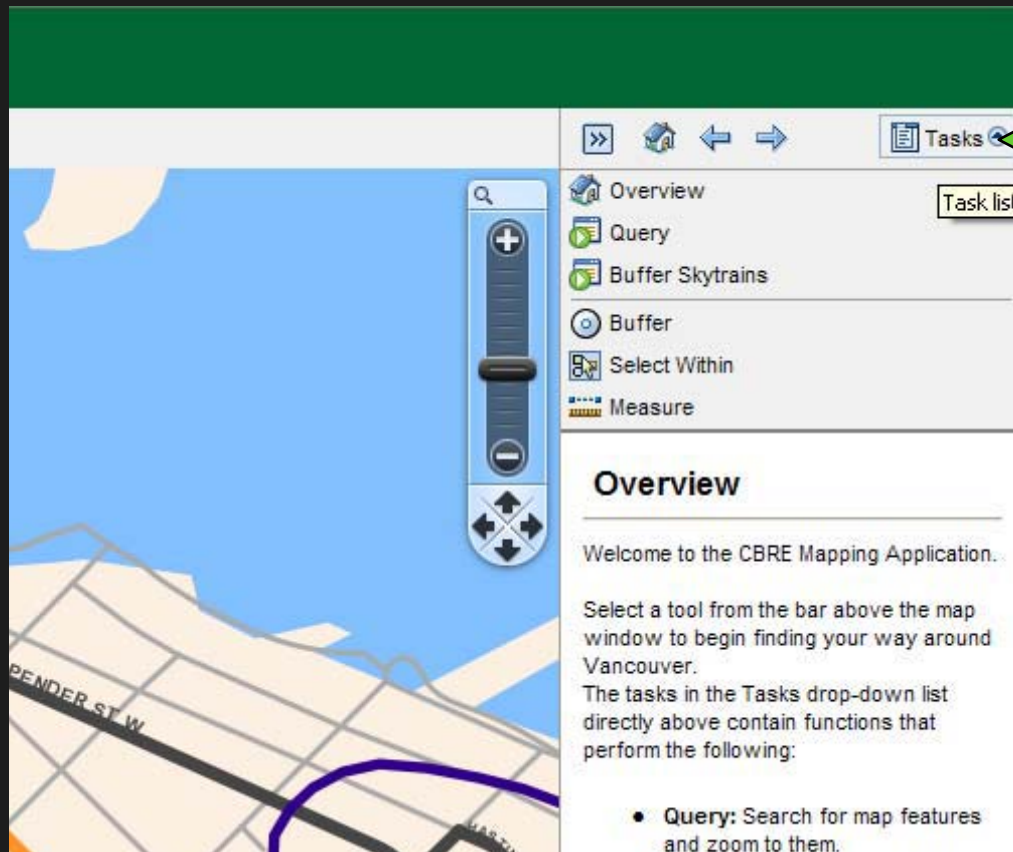 Tasks
Task list
Overview
Query
Buffer Skytrains
Buffer
Select Within
Measure
Overview
Welcome to the CBRE Mapping Application.
Select a tool from the bar above the map
window to begin finding your way around
Vancouver.
The tasks in the Tasks drop-down list
directly above contain functions that
perform the following:
• Query: Search for map features
and zoom to them.
PENDER ST W